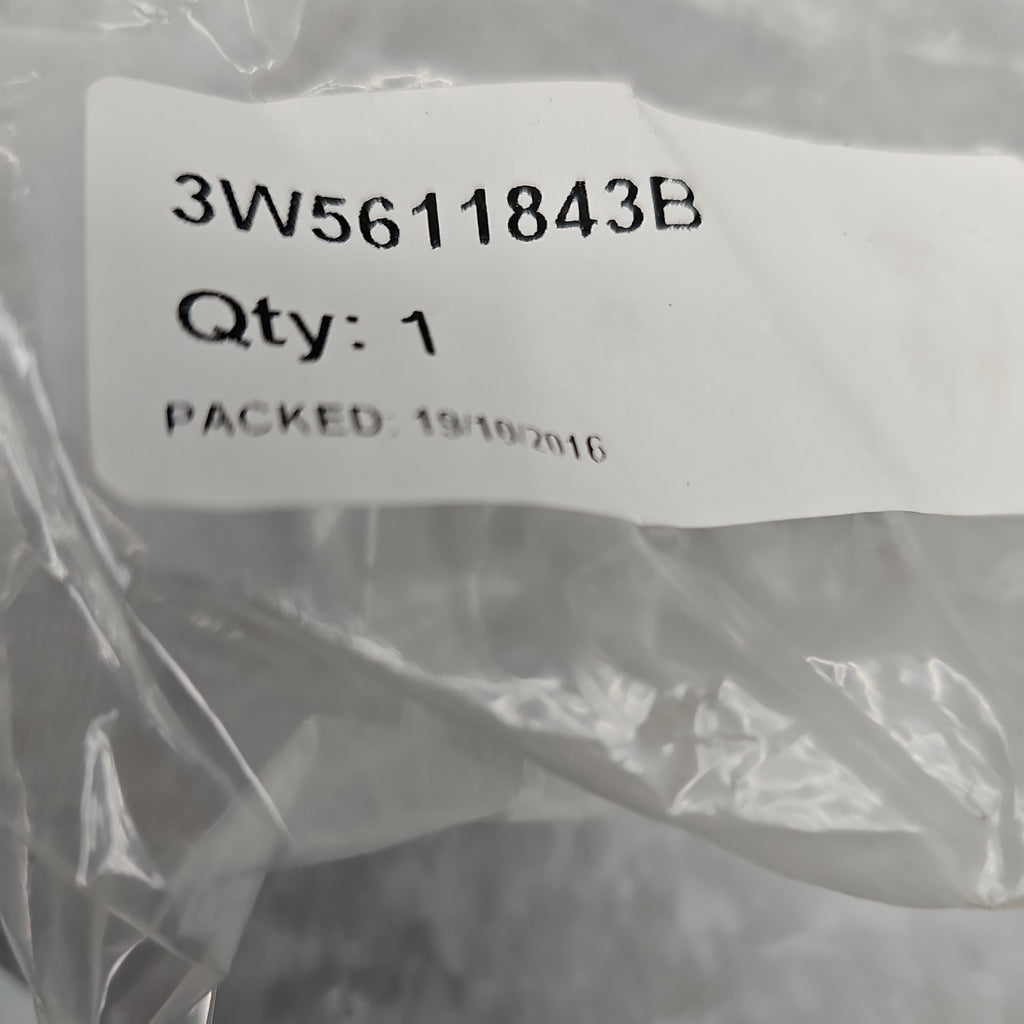 3W5611843B
Qty: 1
PACKED: 19/10/2016